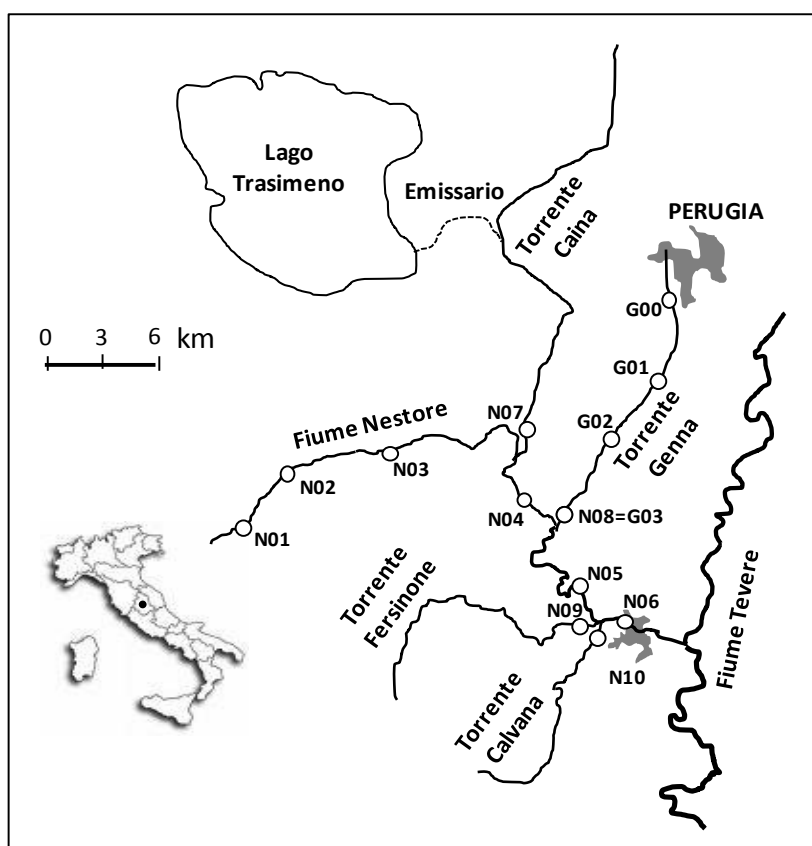 Lago
Trasimeno
Emissario
Torrente
Caina
PERUGIA
G00
0 3 6 km
G01
Fiume Nestore
N07
G02
Torrente
Genna
N03
N02
N04
N08=G03
N01
Torrente
Fersinone
N05
N06
N09
Fiume Tevere
N10
Torrente
Calvana